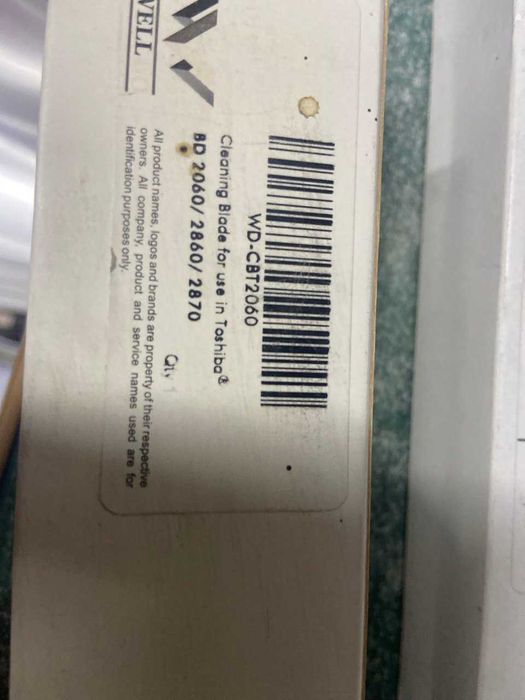 VELL
WD-CBT2060
Cleaning Blade for use in Toshiba®
BD 2060/2860/2870
Qty 1
All product names, logos and brands are property of their respective
owners. All company, product and service names used are for
identification purposes only.